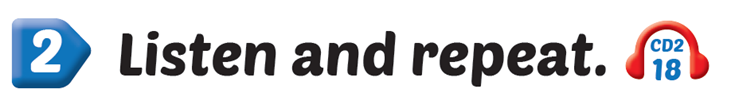 2 Listen and repeat. CD2
18